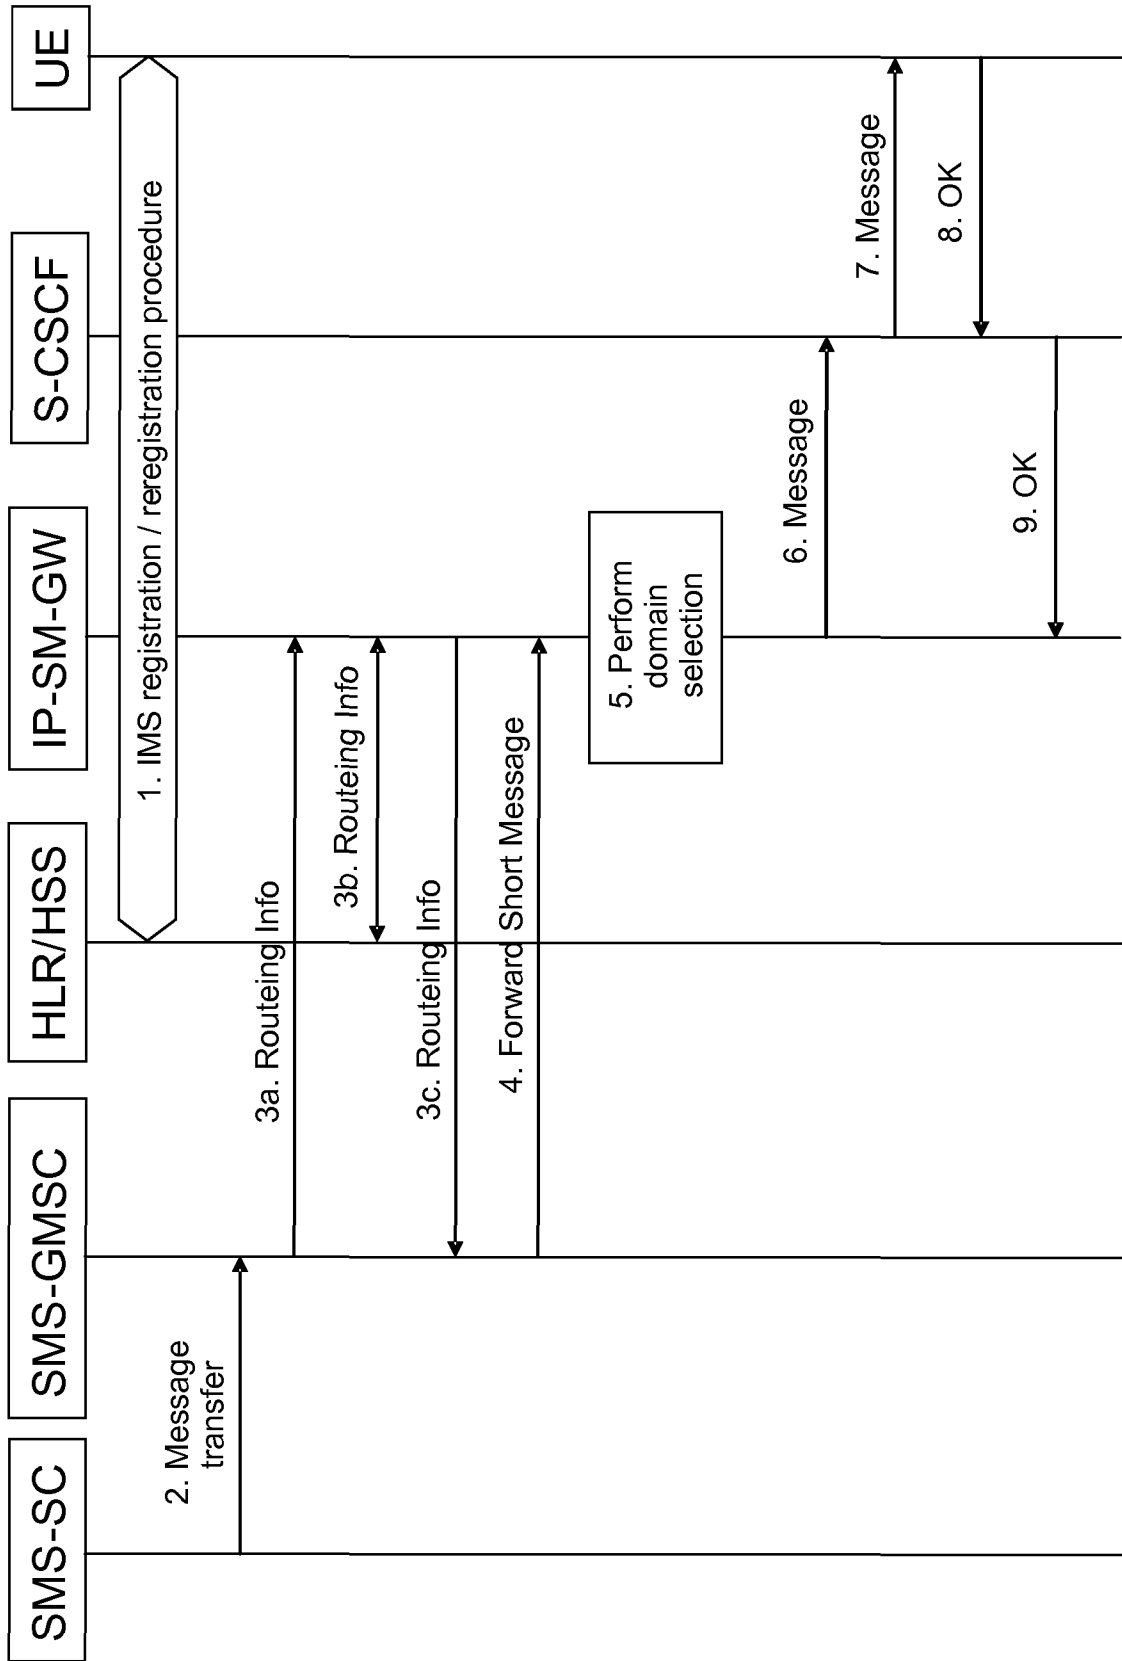 SMS-SC
SMS-GMSC
HLR/HSS
IP-SM-GW
S-CSCF
UE
1. IMS registration / reregistration procedure
2. Message
transfer
3a. Routeing Info
3b. Routeing Info
3c. Routeing Info
4. Forward Short Message
5. Perform
domain
selection
6. Message
7. Message
8. OK
9. OK